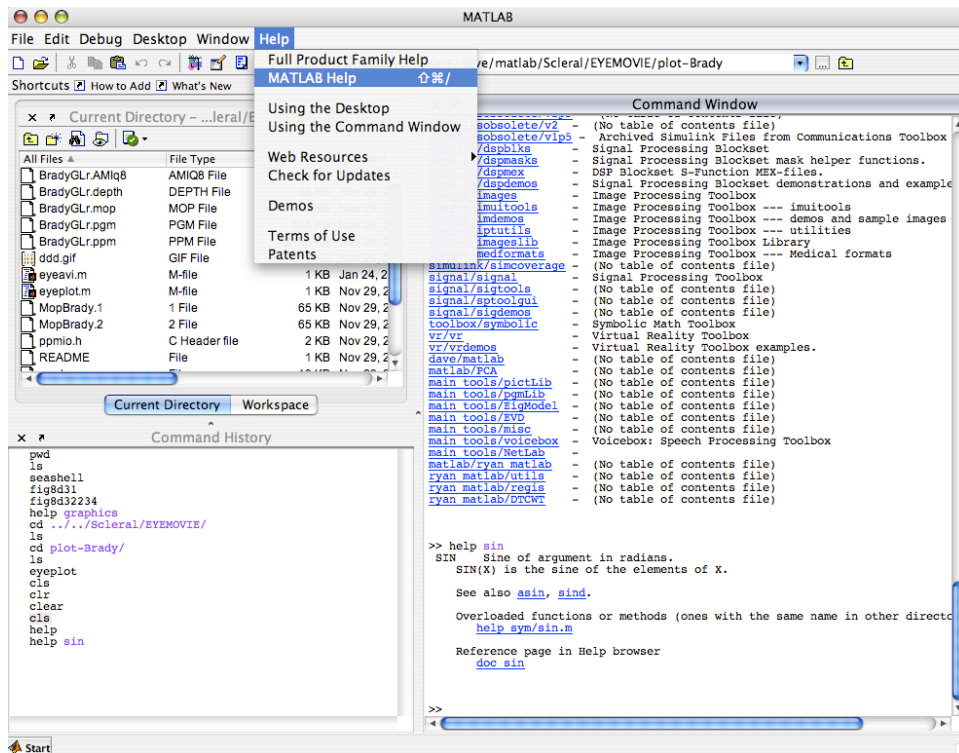 MATLAB
File Edit Debug Desktop Window Help
Full Product Family Help
MATLAB Help ⇧⌘/
Using the Desktop
Using the Command Window
Web Resources
Check for Updates
Demos
Terms of Use
Patents
ve/matlab/Scleral/EYEMOVIE/plot-Brady
...
Shortcuts How to Add What's New
Current Directory – ...leral/E
All Files File Type
BradyGLr.AMIq8 AMIQ8 File
BradyGLr.depth DEPTH File
BradyGLr.mop MOP File
BradyGLr.pgm PGM File
BradyGLr.ppm PPM File
ddd.gif GIF File
eyeavi.m M-file 1 KB Jan 24, 2
eyeplot.m M-file 1 KB Nov 29, 2
MopBrady.1 1 File 65 KB Nov 29, 2
MopBrady.2 2 File 65 KB Nov 29, 2
ppmio.h C Header file 2 KB Nov 29, 2
README File 1 KB Nov 29, 2
Current Directory Workspace
Command History
pwd
ls
seashell
fig8d31
fig8d32234
help graphics
cd ../../Scleral/EYEMOVIE/
ls
cd plot-Brady/
ls
eyeplot
cls
clr
clear
cls
help
help sin
Command Window
sobsolete/v2 - (No table of contents file)
sobsolete/v1p5 - Archived Simulink Files from Communications Toolbox
/dspblks - Signal Processing Blockset
/dspmasks - Signal Processing Blockset mask helper functions.
/dspmex - DSP Blockset S-Function MEX-files.
/dspdemos - Signal Processing Blockset demonstrations and example
images - Image Processing Toolbox
imuitools - Image Processing Toolbox --- imuitools
imdemos - Image Processing Toolbox --- demos and sample images
iptutils - Image Processing Toolbox --- utilities
imageslib - Image Processing Toolbox Library
medformats - Image Processing Toolbox --- Medical formats
simulink/simcoverage - (No table of contents file)
signal/signal - Signal Processing Toolbox
signal/sigtools - (No table of contents file)
signal/sptoolgui - (No table of contents file)
signal/sigdemos - (No table of contents file)
toolbox/symbolic - Symbolic Math Toolbox
vr/vr - Virtual Reality Toolbox
vr/vrdemos - Virtual Reality Toolbox examples.
dave/matlab - (No table of contents file)
matlab/PCA - (No table of contents file)
main tools/pictLib - (No table of contents file)
main tools/pgmLib - (No table of contents file)
main tools/EigModel - (No table of contents file)
main tools/EVD - (No table of contents file)
main tools/misc - (No table of contents file)
main tools/voicebox - Voicebox: Speech Processing Toolbox
main tools/NetLab -
matlab/ryan matlab - (No table of contents file)
ryan matlab/utils - (No table of contents file)
ryan matlab/regis - (No table of contents file)
ryan matlab/DTCWT - (No table of contents file)
>> help sin
SIN Sine of argument in radians.
SIN(X) is the sine of the elements of X.
See also asin, sind.
Overloaded functions or methods (ones with the same name in other directo
help sym/sin.m
Reference page in Help browser
doc sin
>>
Start